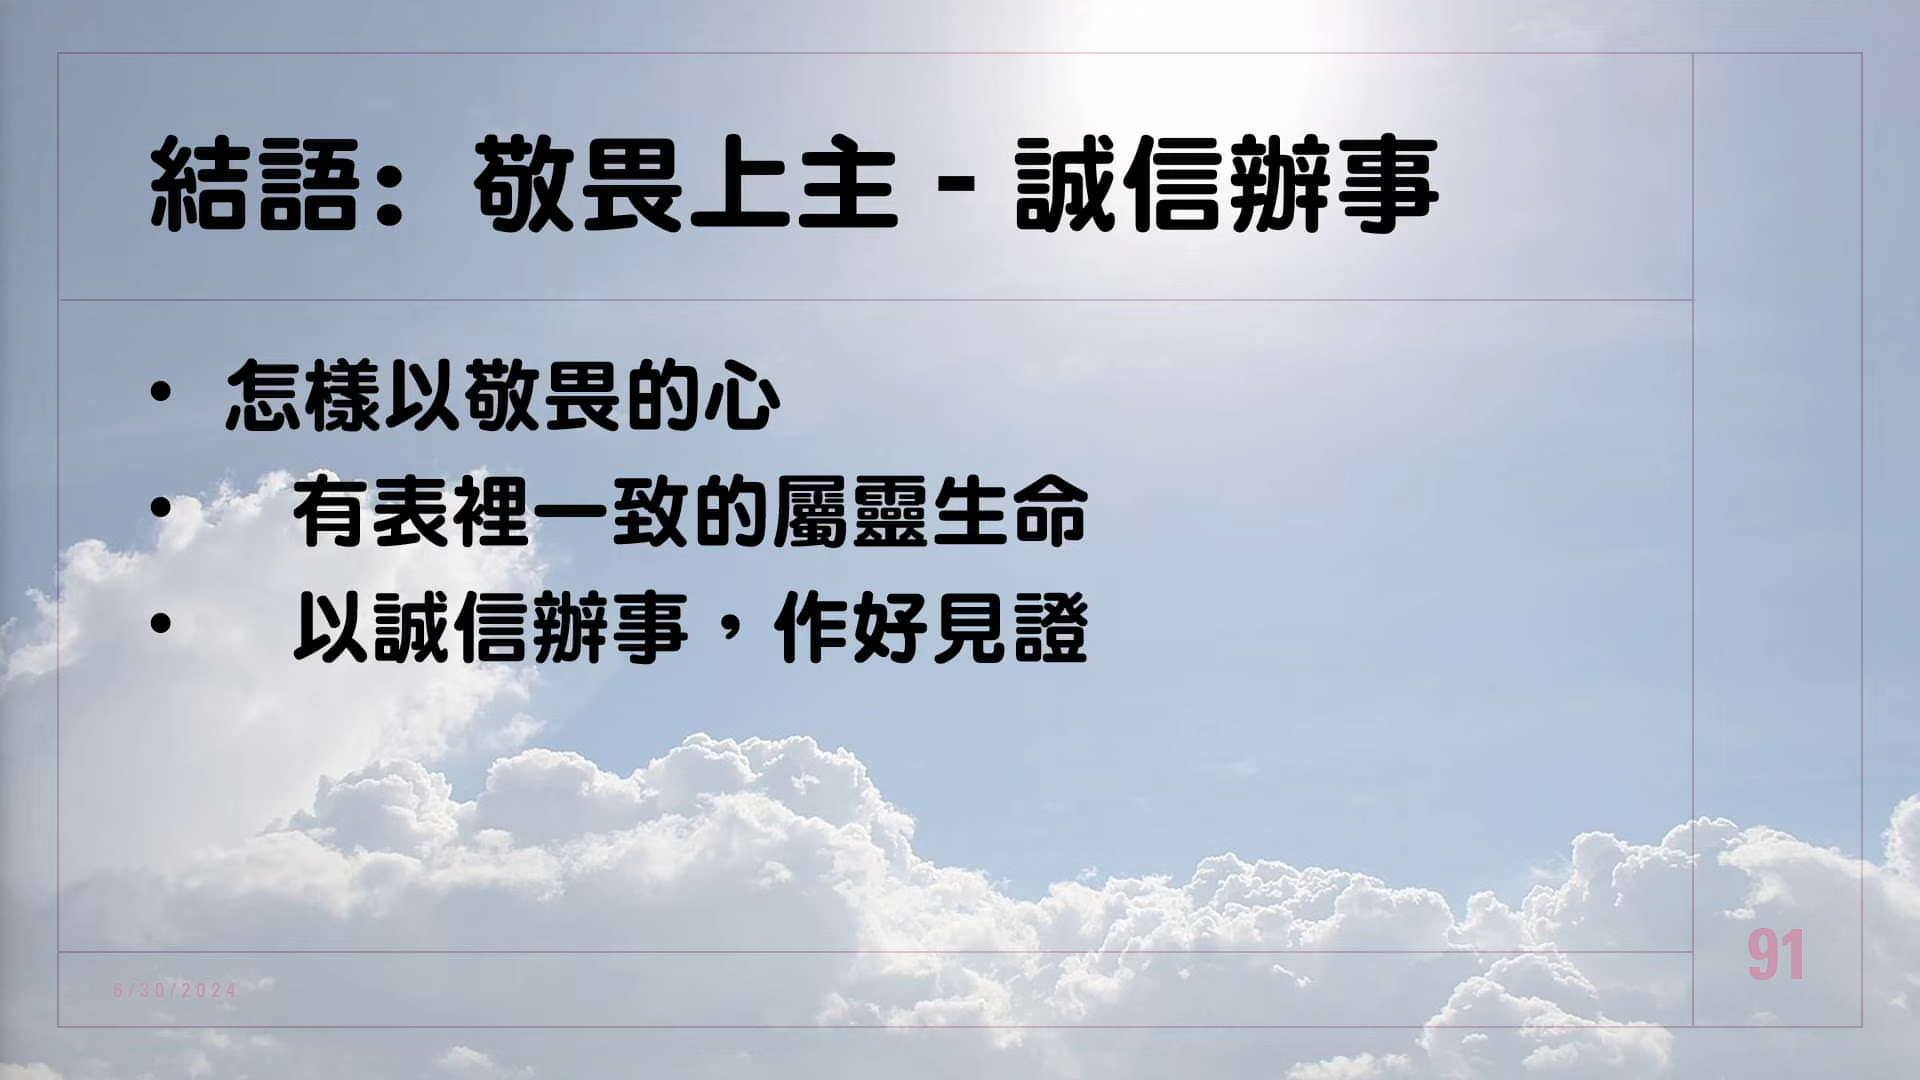 結語: 敬畏上主 - 誠信辦事
• 怎樣以敬畏的心
• 有表裡一致的屬靈生命
• 以誠信辦事，作好見證
91
6/30/2024